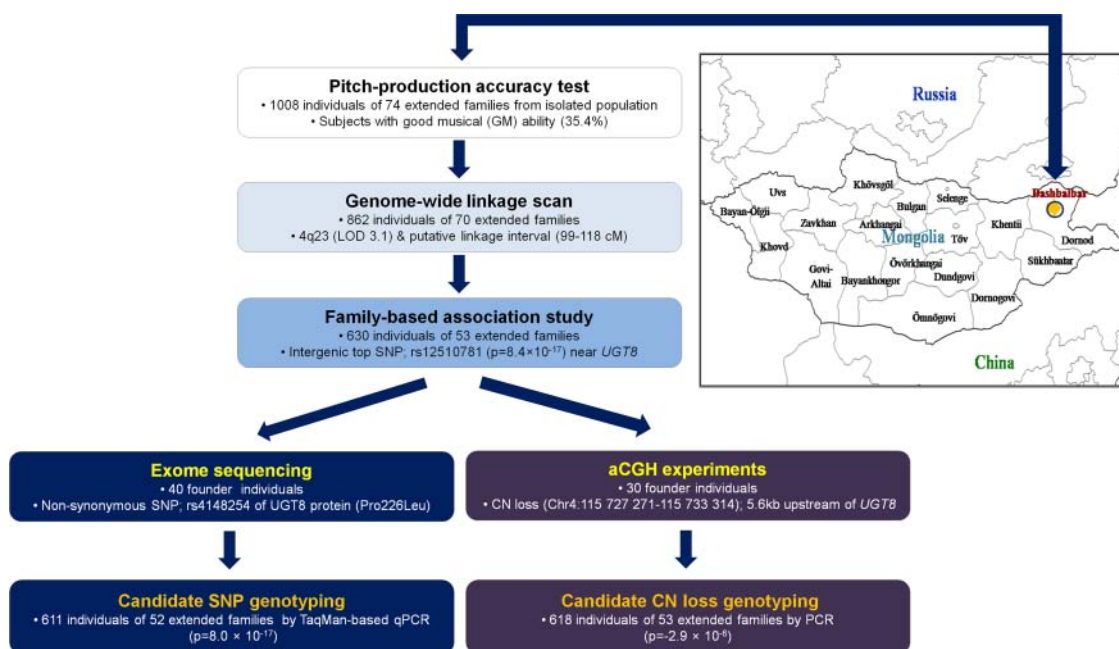 Pitch-production accuracy test
• 1008 individuals of 74 extended families from isolated population
• Subjects with good musical (GM) ability (35.4%)
Genome-wide linkage scan
• 862 individuals of 70 extended families
• 4q23 (LOD 3.1) & putative linkage interval (99-118 cM)
Family-based association study
• 630 individuals of 53 extended families
• Intergenic top SNP; rs12510781 (p=8.4×10⁻¹⁷) near UGT8
Exome sequencing
• 40 founder individuals
• Non-synonymous SNP; rs4148254 of UGT8 protein (Pro226Leu)
aCGH experiments
• 30 founder individuals
• CN loss (Chr4:115 727 271-115 733 314); 5.6kb upstream of UGT8
Candidate SNP genotyping
• 611 individuals of 52 extended families by TaqMan-based qPCR
(p=8.0 × 10⁻¹⁷)
Candidate CN loss genotyping
• 618 individuals of 53 extended families by PCR
(p=-2.9 × 10⁻⁶)
Russia
Dashbalbar
Uvs
Khövsgöl
Bayan-Ölgii
Zavkhan
Arkhangai
Bulgan
Selenge
Mongolia
Töv
Khentii
Dornod
Khovd
Govi-
Altai
Bayankhongor
Övörkhangai
Dundgovi
Sükhbaatar
Dornogovi
Ömnögovi
China